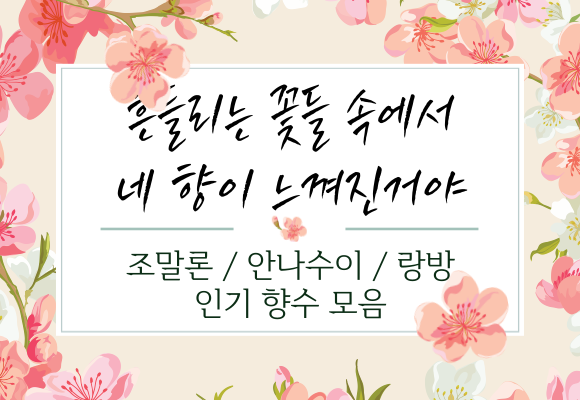 흔들리는 꽃들 속에서
네 향이 느껴진거야
조말론 / 안나수이 / 랑방
인기 향수 모음